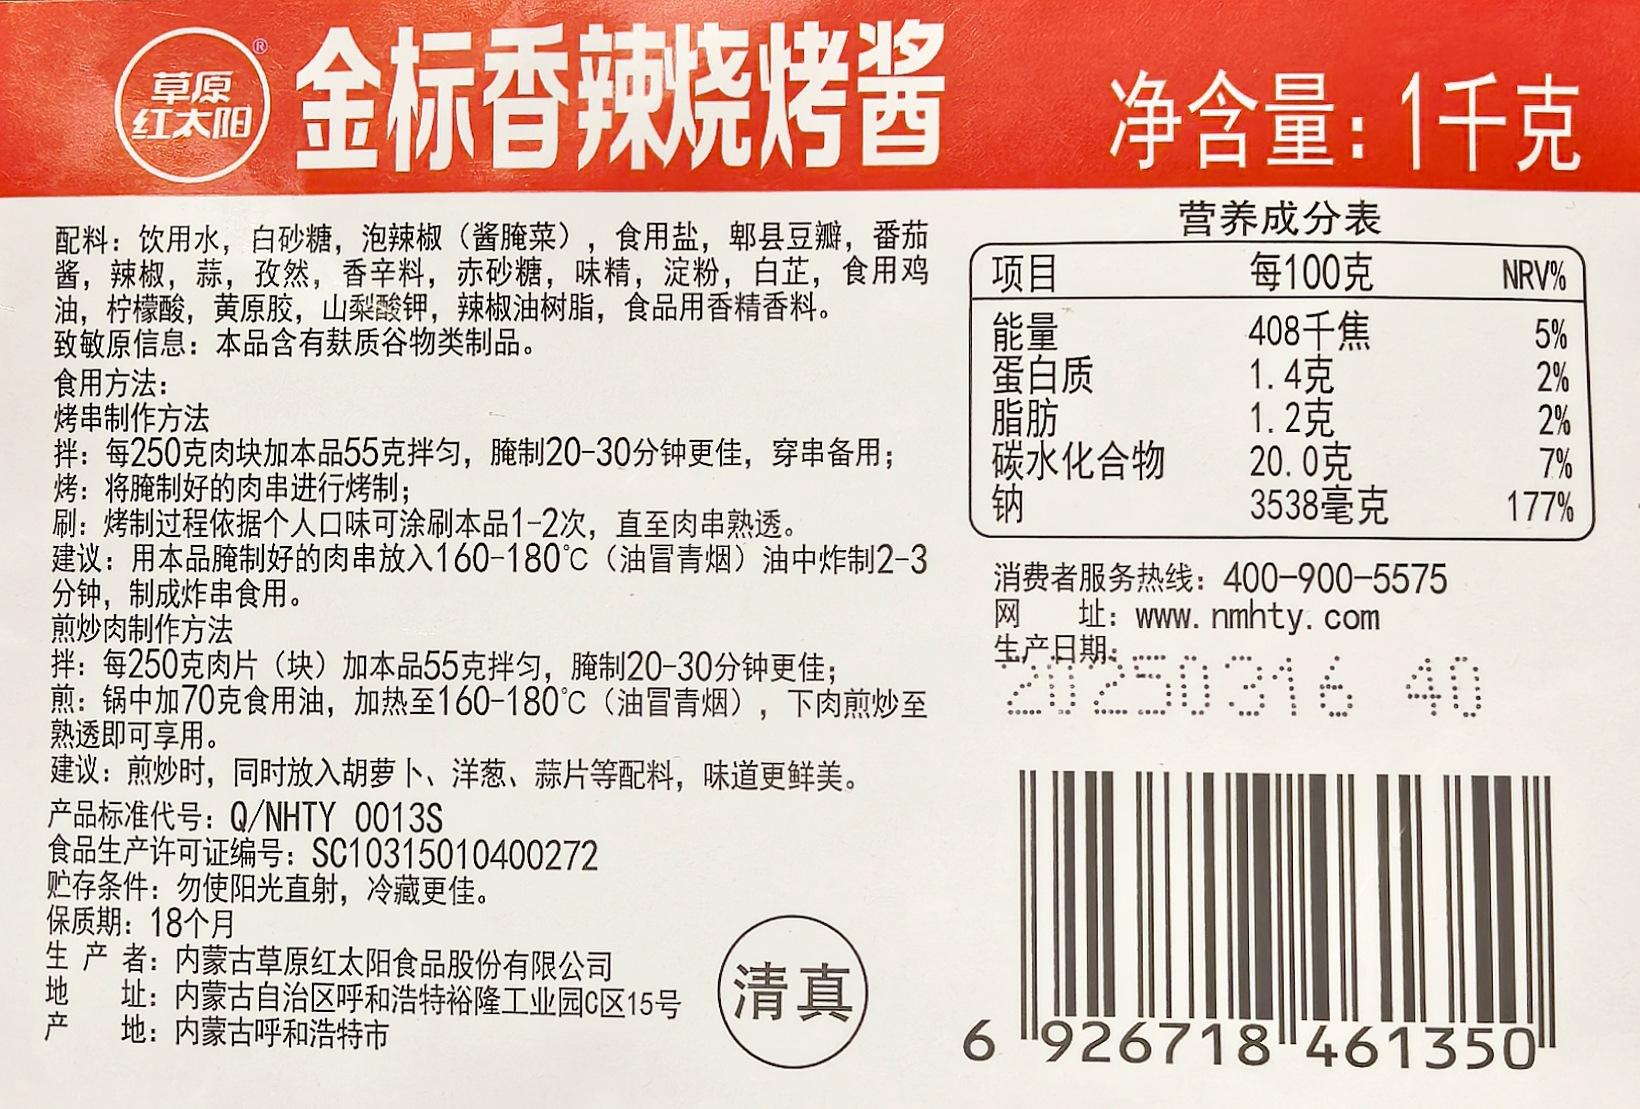 草原
红太阳
®
金标香辣烧烤酱
净含量：1千克
配料：饮用水，白砂糖，泡辣椒（酱腌菜），食用盐，郫县豆瓣，番茄
酱，辣椒，蒜，孜然，香辛料，赤砂糖，味精，淀粉，白芷，食用鸡
油，柠檬酸，黄原胶，山梨酸钾，辣椒油树脂，食品用香精香料。
致敏原信息：本品含有麸质谷物类制品。
食用方法：
烤串制作方法
拌：每250克肉块加本品55克拌匀，腌制20-30分钟更佳，穿串备用；
烤：将腌制好的肉串进行烤制；
刷：烤制过程依据个人口味可涂刷本品1-2次，直至肉串熟透。
建议：用本品腌制好的肉串放入160-180℃（油冒青烟）油中炸制2-3
分钟，制成炸串食用。
煎炒肉制作方法
拌：每250克肉片（块）加本品55克拌匀，腌制20-30分钟更佳；
煎：锅中加70克食用油，加热至160-180℃（油冒青烟），下肉煎炒至
熟透即可享用。
建议：煎炒时，同时放入胡萝卜、洋葱、蒜片等配料，味道更鲜美。
产品标准代号：Q/NHTY 0013S
食品生产许可证编号：SC10315010400272
贮存条件：勿使阳光直射，冷藏更佳。
保质期：18个月
生产者：内蒙古草原红太阳食品股份有限公司
地址：内蒙古自治区呼和浩特裕隆工业园C区15号
产地：内蒙古呼和浩特市
清真
营养成分表
项目 每100克 NRV%
能量 408千焦 5%
蛋白质 1.4克 2%
脂肪 1.2克 2%
碳水化合物 20.0克 7%
钠 3538毫克 177%
消费者服务热线：400-900-5575
网址：www.nmhty.com
生产日期：
20250316 40
6 926718 461350